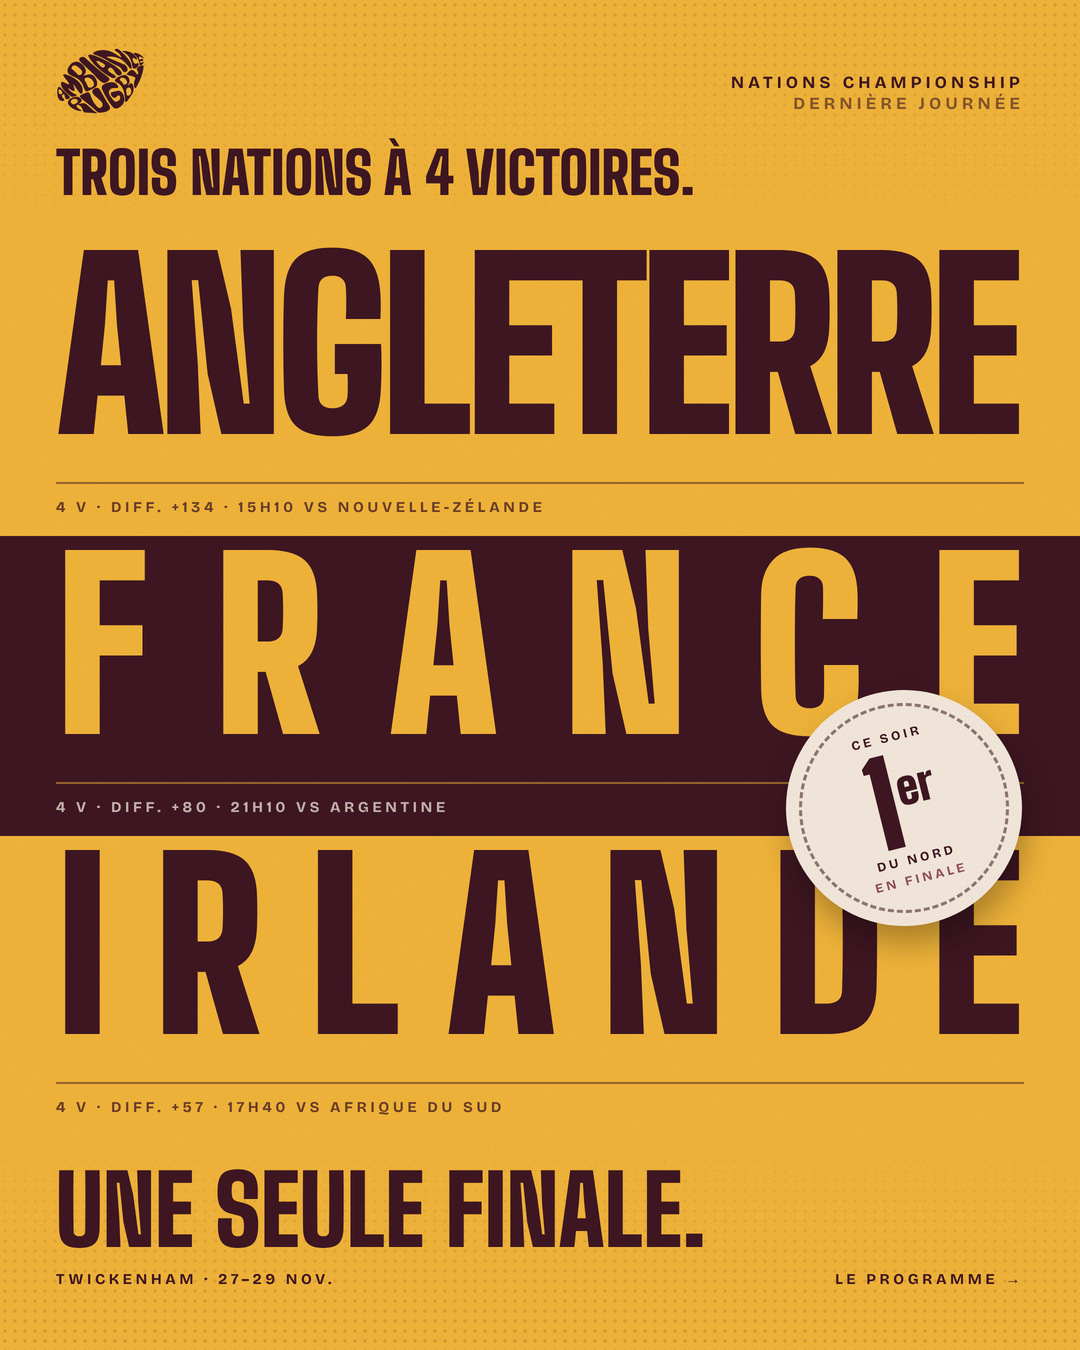 AMBIANCE
RUGBY
NATIONS CHAMPIONSHIP
DERNIÈRE JOURNÉE
TROIS NATIONS À 4 VICTOIRES.
ANGLETERRE
4 V · DIFF. +134 · 15H10 VS NOUVELLE-ZÉLANDE
FRANCE
4 V · DIFF. +80 · 21H10 VS ARGENTINE
CE SOIR
1er
DU NORD
EN FINALE
IRLANDE
4 V · DIFF. +57 · 17H40 VS AFRIQUE DU SUD
UNE SEULE FINALE.
TWICKENHAM · 27–29 NOV.
LE PROGRAMME →